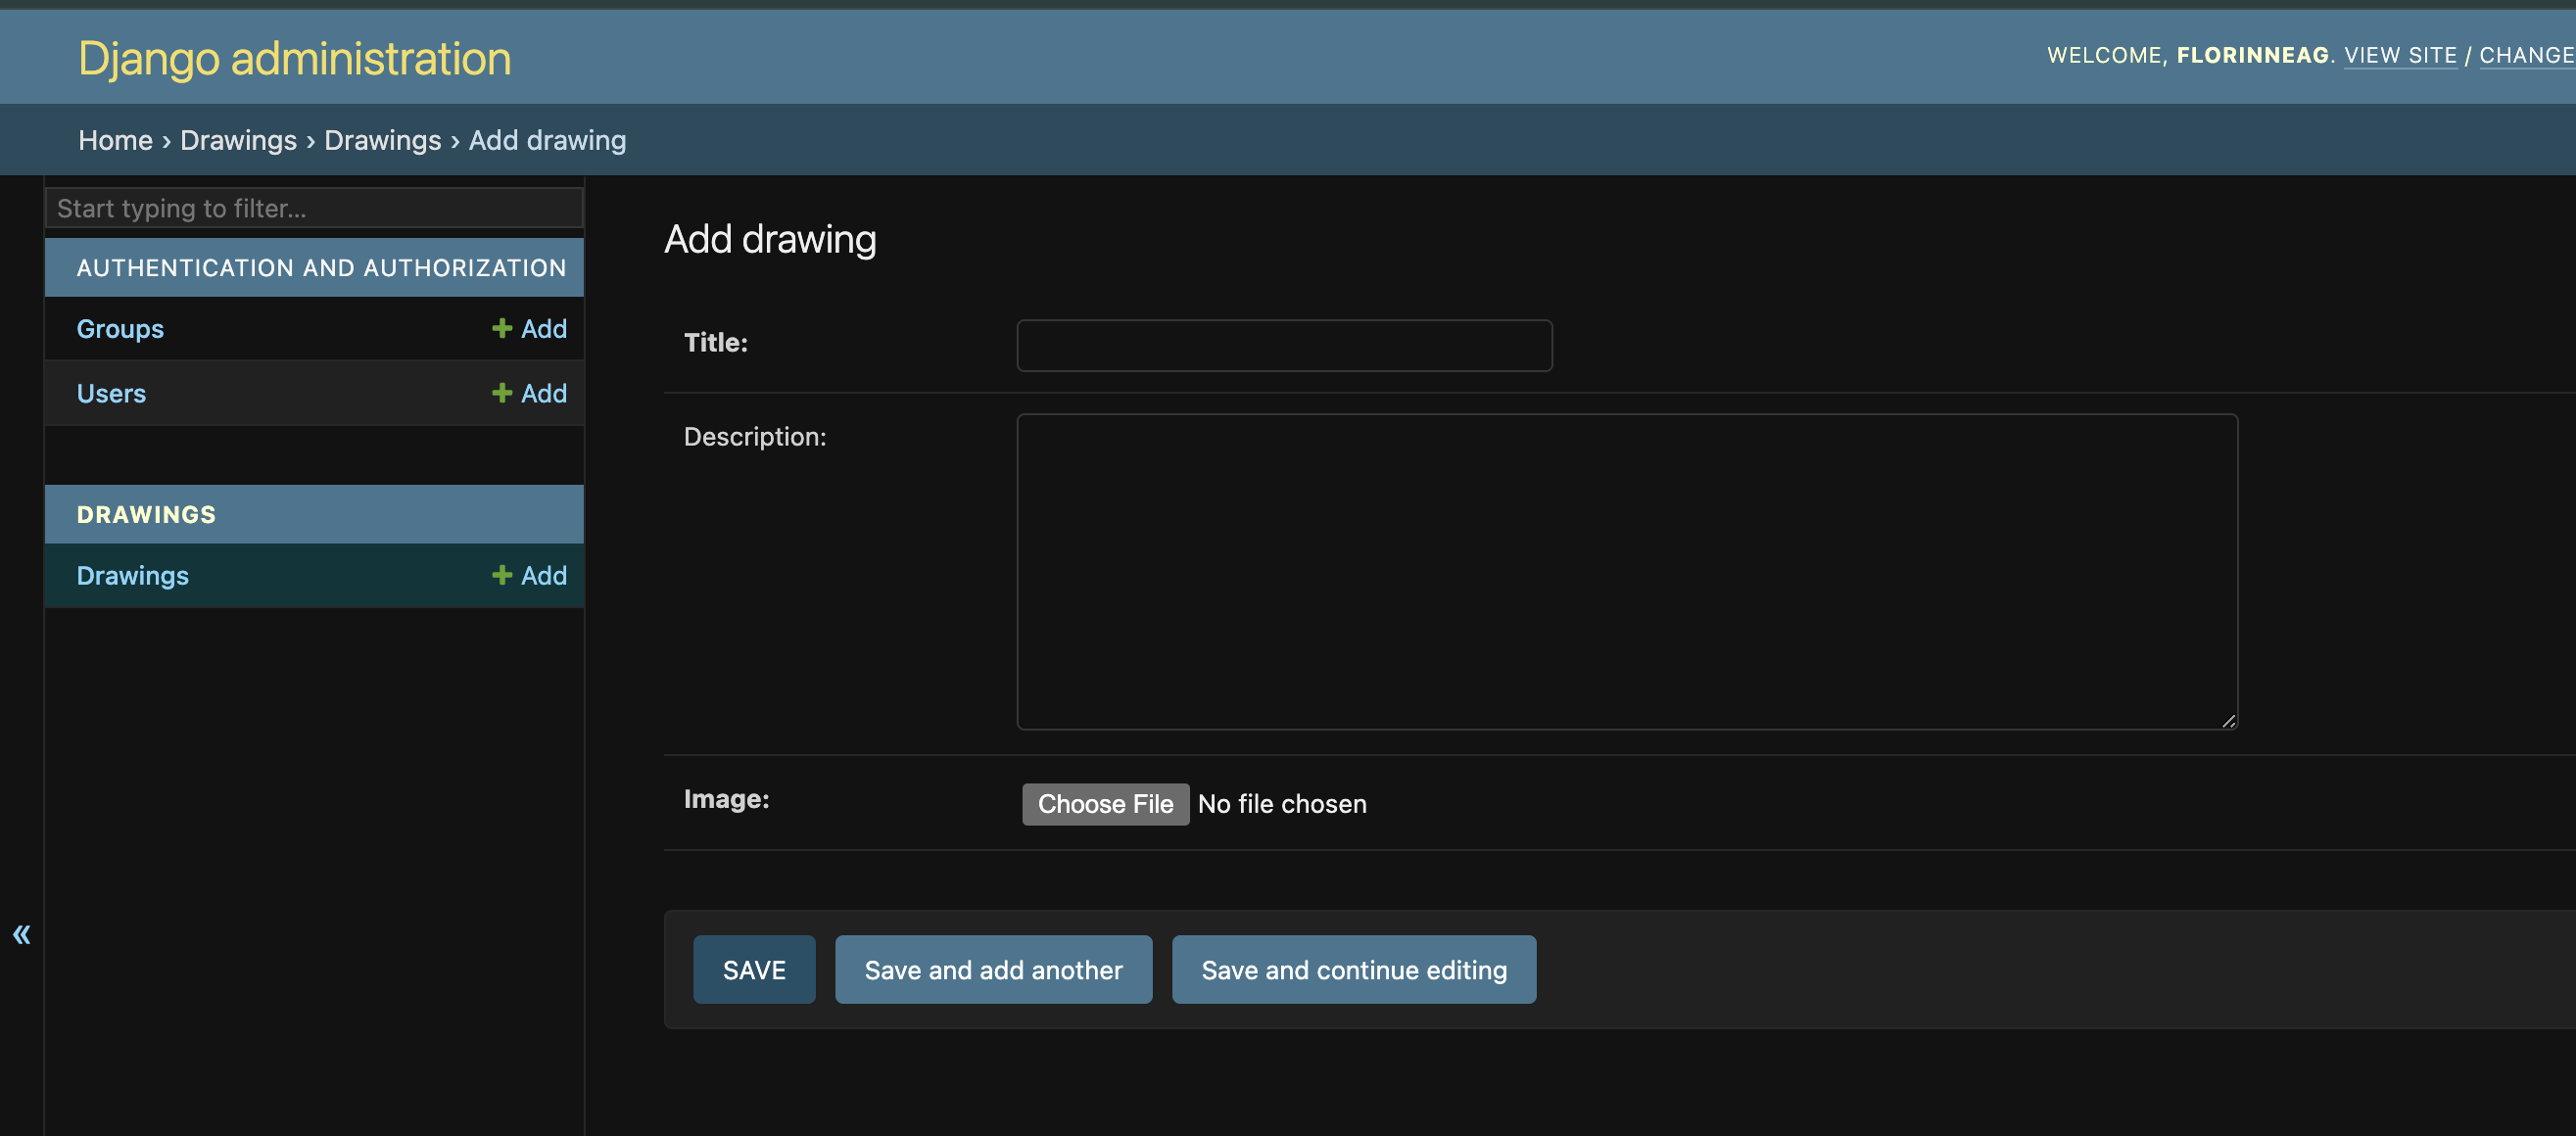 Django administration
WELCOME, FLORINNEAG. VIEW SITE / CHANGE
Home › Drawings › Drawings › Add drawing
Start typing to filter...
AUTHENTICATION AND AUTHORIZATION
Groups + Add
Users + Add
DRAWINGS
Drawings + Add
«
Add drawing
Title:
Description:
Image: Choose File No file chosen
SAVE Save and add another Save and continue editing